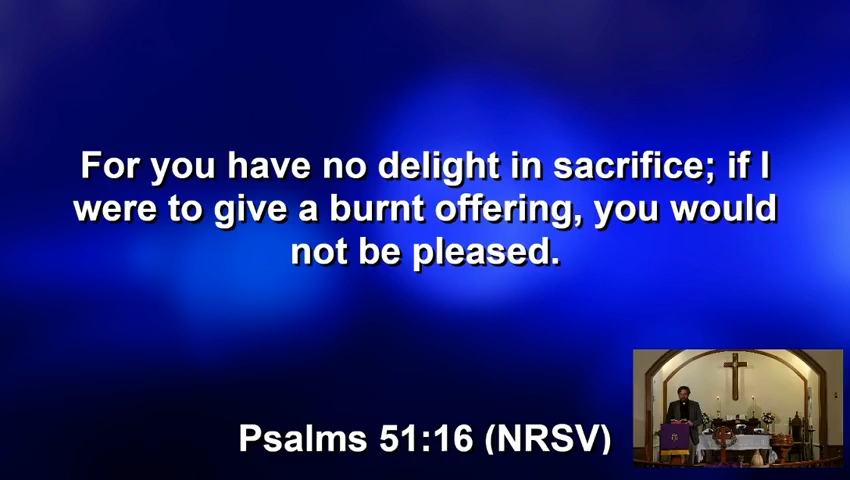 For you have no delight in sacrifice; if I
were to give a burnt offering, you would
not be pleased.
Psalms 51:16 (NRSV)